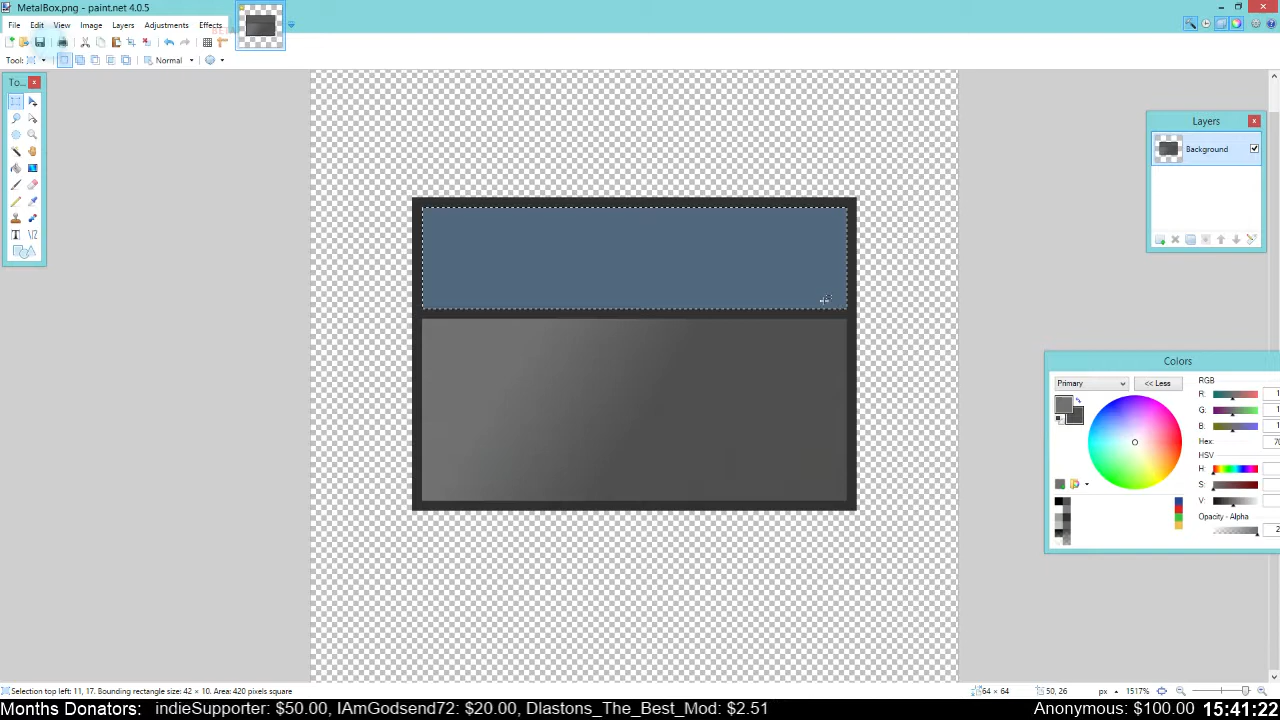 MetalBox.png - paint.net 4.0.5
File Edit View Image Layers Adjustments Effects
Tool: Normal
To...
Layers
Background
Colors
Primary << Less RGB
R:
G:
B:
Hex:
HSV
H:
S:
V:
Opacity - Alpha
Selection top left: 11, 17. Bounding rectangle size: 42 × 10. Area: 420 pixels square 64 × 64 50, 26 px 1517%
Months Donators: indieSupporter: $50.00, IAmGodsend72: $20.00, Dlastons_The_Best_Mod: $2.51 Anonymous: $100.00 15:41:22